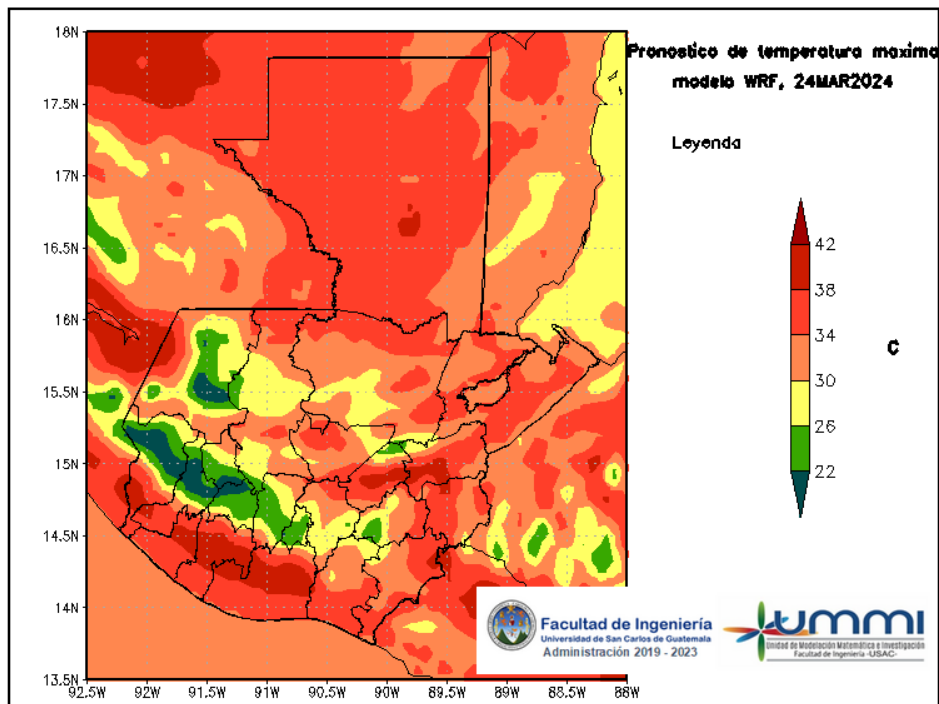 Pronostico de temperatura maxima
modelo WRF, 24MAR2024
Leyenda
18N
17.5N
17N
16.5N
16N
15.5N
15N
14.5N
14N
13.5N
92.5W 92W 91.5W 91W 90.5W 90W 89.5W 89W 88.5W 88W
42
38
34
30
26
22
C
Facultad de Ingeniería
Universidad de San Carlos de Guatemala
Administración 2019 - 2023
UMMI
Unidad de Modelación Matemática e Investigación
Facultad de Ingeniería -USAC-